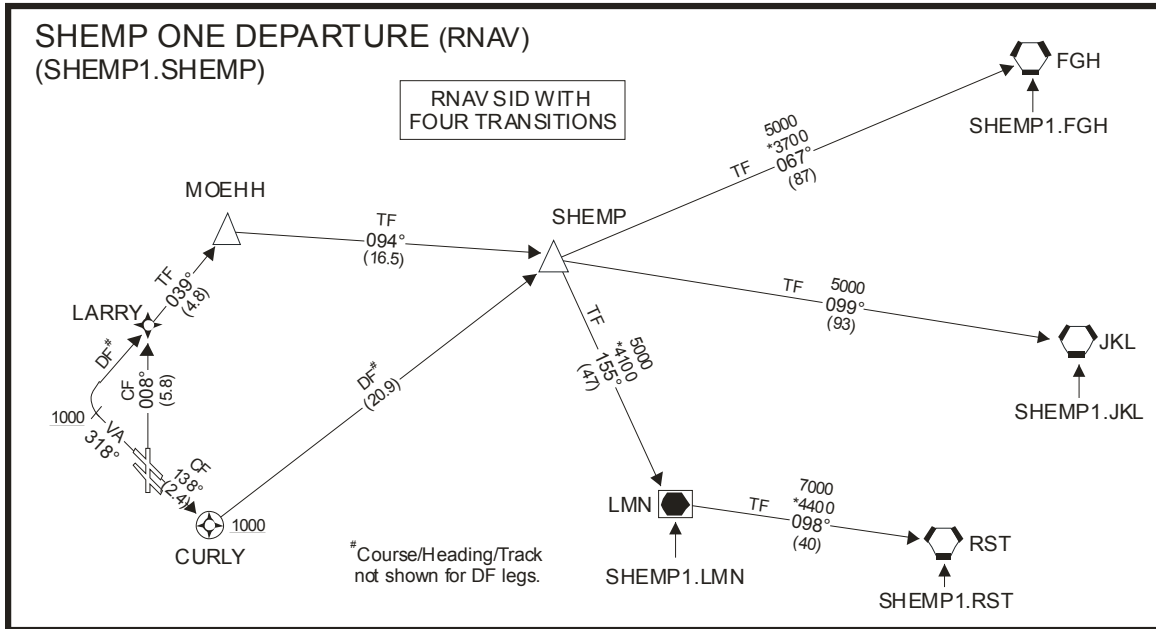 SHEMP ONE DEPARTURE (RNAV)
(SHEMP1.SHEMP)
RNAV SID WITH
FOUR TRANSITIONS
FGH
SHEMP1.FGH
5000
*3700
TF
067°
(87)
MOEHH
TF
094°
(16.5)
SHEMP
TF
039°
(4.8)
LARRY
DF#
CF
008°
(5.8)
1000
VA
318°
CF
138°
(2.4)
1000
CURLY
DF#
(20.9)
TF
5000
099°
(93)
JKL
SHEMP1.JKL
TF
5000
*4100
155°
(47)
LMN
SHEMP1.LMN
7000
*4400
TF
098°
(40)
RST
SHEMP1.RST
#Course/Heading/Track
not shown for DF legs.